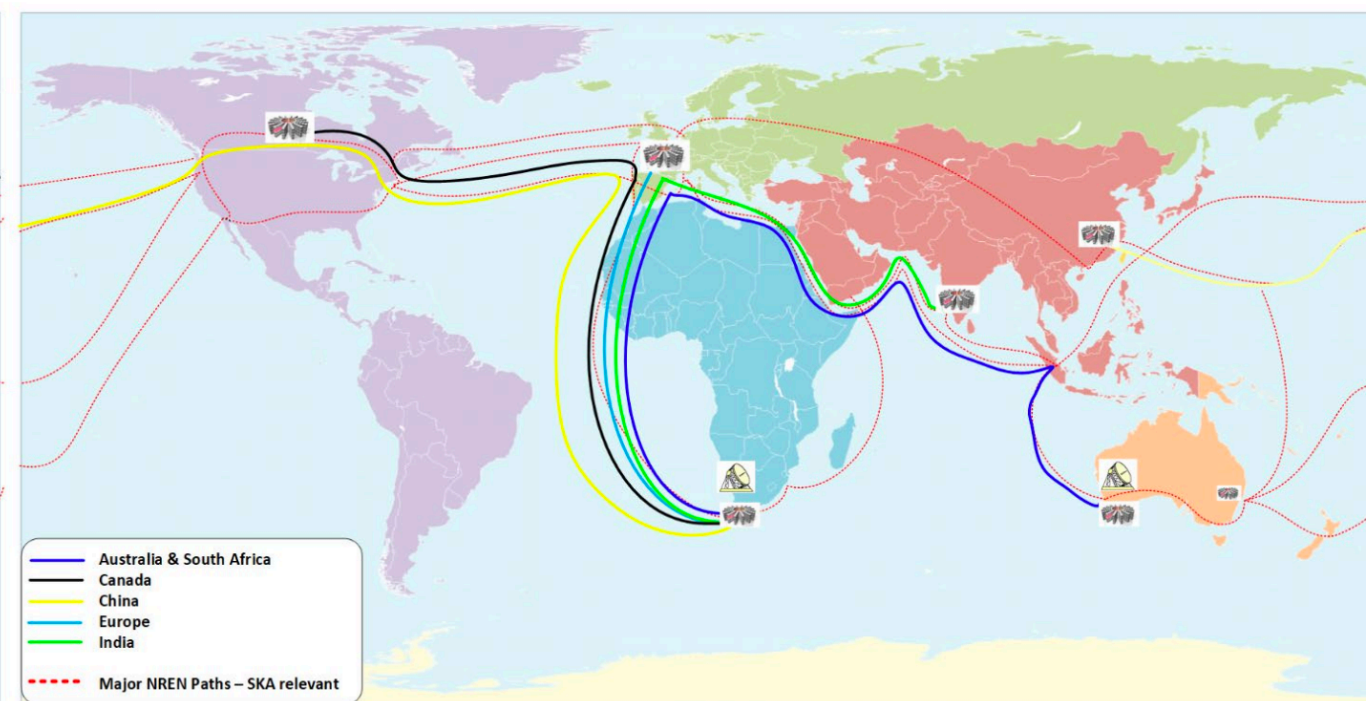 Australia & South Africa
Canada
China
Europe
India
Major NREN Paths – SKA relevant